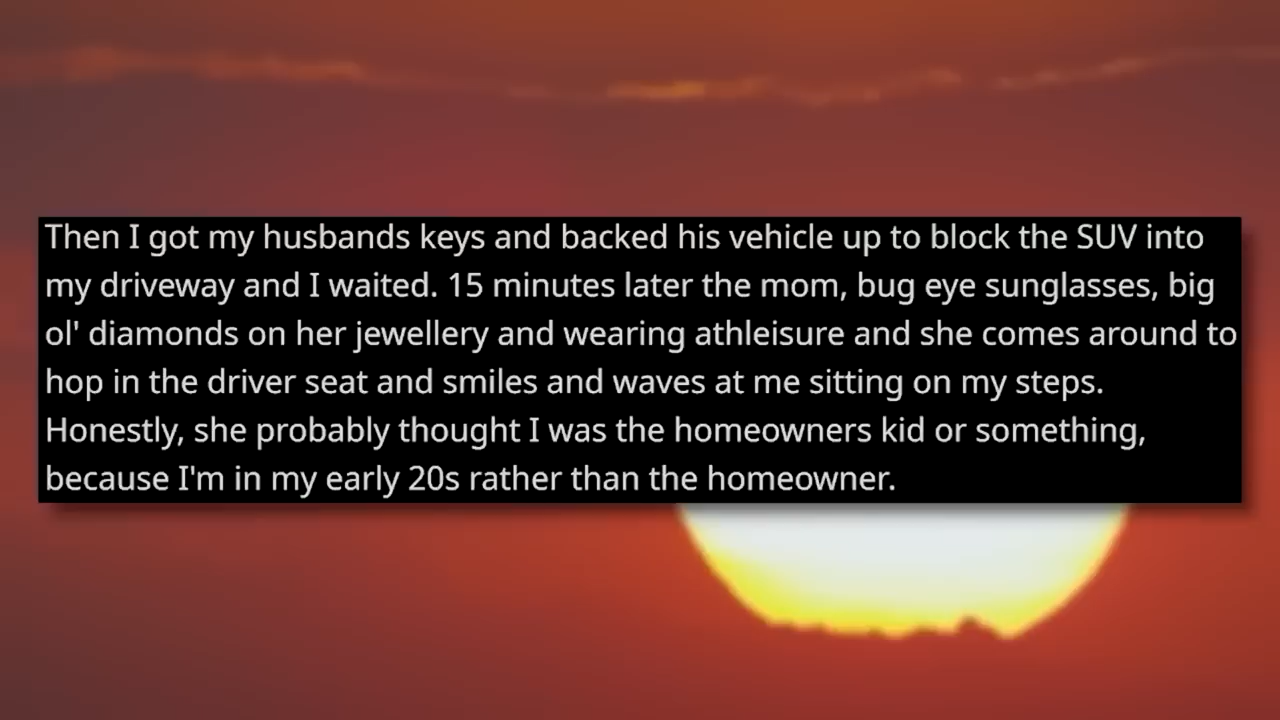 Then I got my husbands keys and backed his vehicle up to block the SUV into
my driveway and I waited. 15 minutes later the mom, bug eye sunglasses, big
ol' diamonds on her jewellery and wearing athleisure and she comes around to
hop in the driver seat and smiles and waves at me sitting on my steps.
Honestly, she probably thought I was the homeowners kid or something,
because I'm in my early 20s rather than the homeowner.